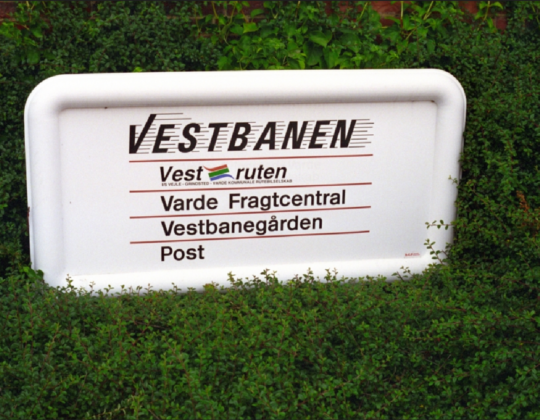 VESTBANEN
Vest ruten
Varde Fragtcentral
Vestbanegården
Post